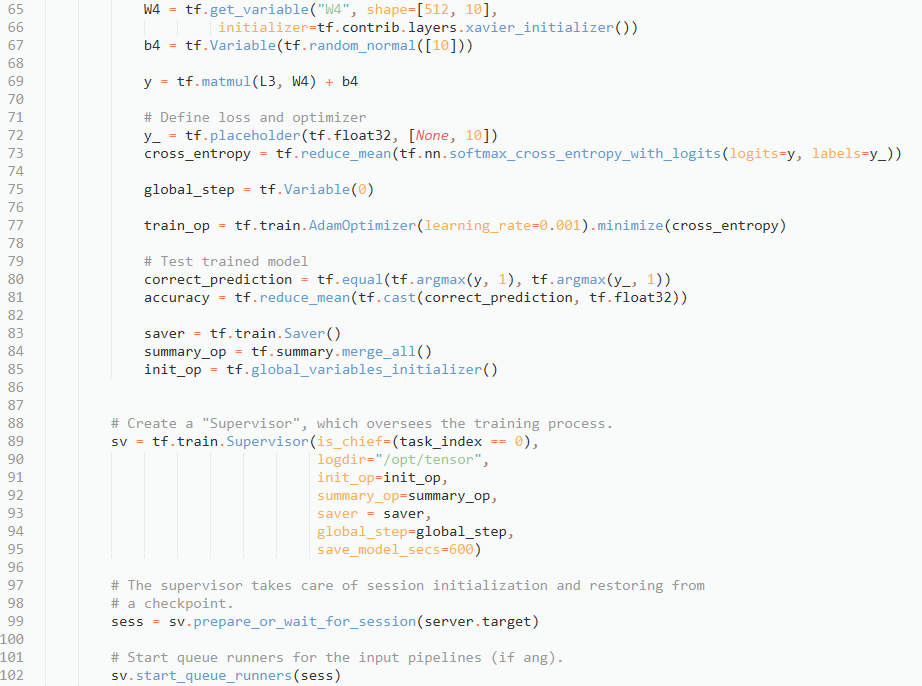 65 W4 = tf.get_variable("W4", shape=[512, 10],
66 initializer=tf.contrib.layers.xavier_initializer())
67 b4 = tf.Variable(tf.random_normal([10]))
68
69 y = tf.matmul(L3, W4) + b4
70
71 # Define loss and optimizer
72 y_ = tf.placeholder(tf.float32, [None, 10])
73 cross_entropy = tf.reduce_mean(tf.nn.softmax_cross_entropy_with_logits(logits=y, labels=y_))
74
75 global_step = tf.Variable(0)
76
77 train_op = tf.train.AdamOptimizer(learning_rate=0.001).minimize(cross_entropy)
78
79 # Test trained model
80 correct_prediction = tf.equal(tf.argmax(y, 1), tf.argmax(y_, 1))
81 accuracy = tf.reduce_mean(tf.cast(correct_prediction, tf.float32))
82
83 saver = tf.train.Saver()
84 summary_op = tf.summary.merge_all()
85 init_op = tf.global_variables_initializer()
86
87
88 # Create a "Supervisor", which oversees the training process.
89 sv = tf.train.Supervisor(is_chief=(task_index == 0),
90 logdir="/opt/tensor",
91 init_op=init_op,
92 summary_op=summary_op,
93 saver = saver,
94 global_step=global_step,
95 save_model_secs=600)
96
97 # The supervisor takes care of session initialization and restoring from
98 # a checkpoint.
99 sess = sv.prepare_or_wait_for_session(server.target)
100
101 # Start queue runners for the input pipelines (if ang).
102 sv.start_queue_runners(sess)